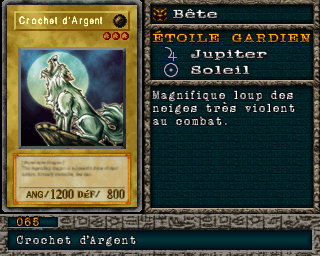 Crochet d'Argent
ANG/1200 DÉF/ 800
Bête
ÉTOILE GARDIEN
Jupiter
Soleil
Magnifique loup des
neiges très violent
au combat.
065
Crochet d'Argent